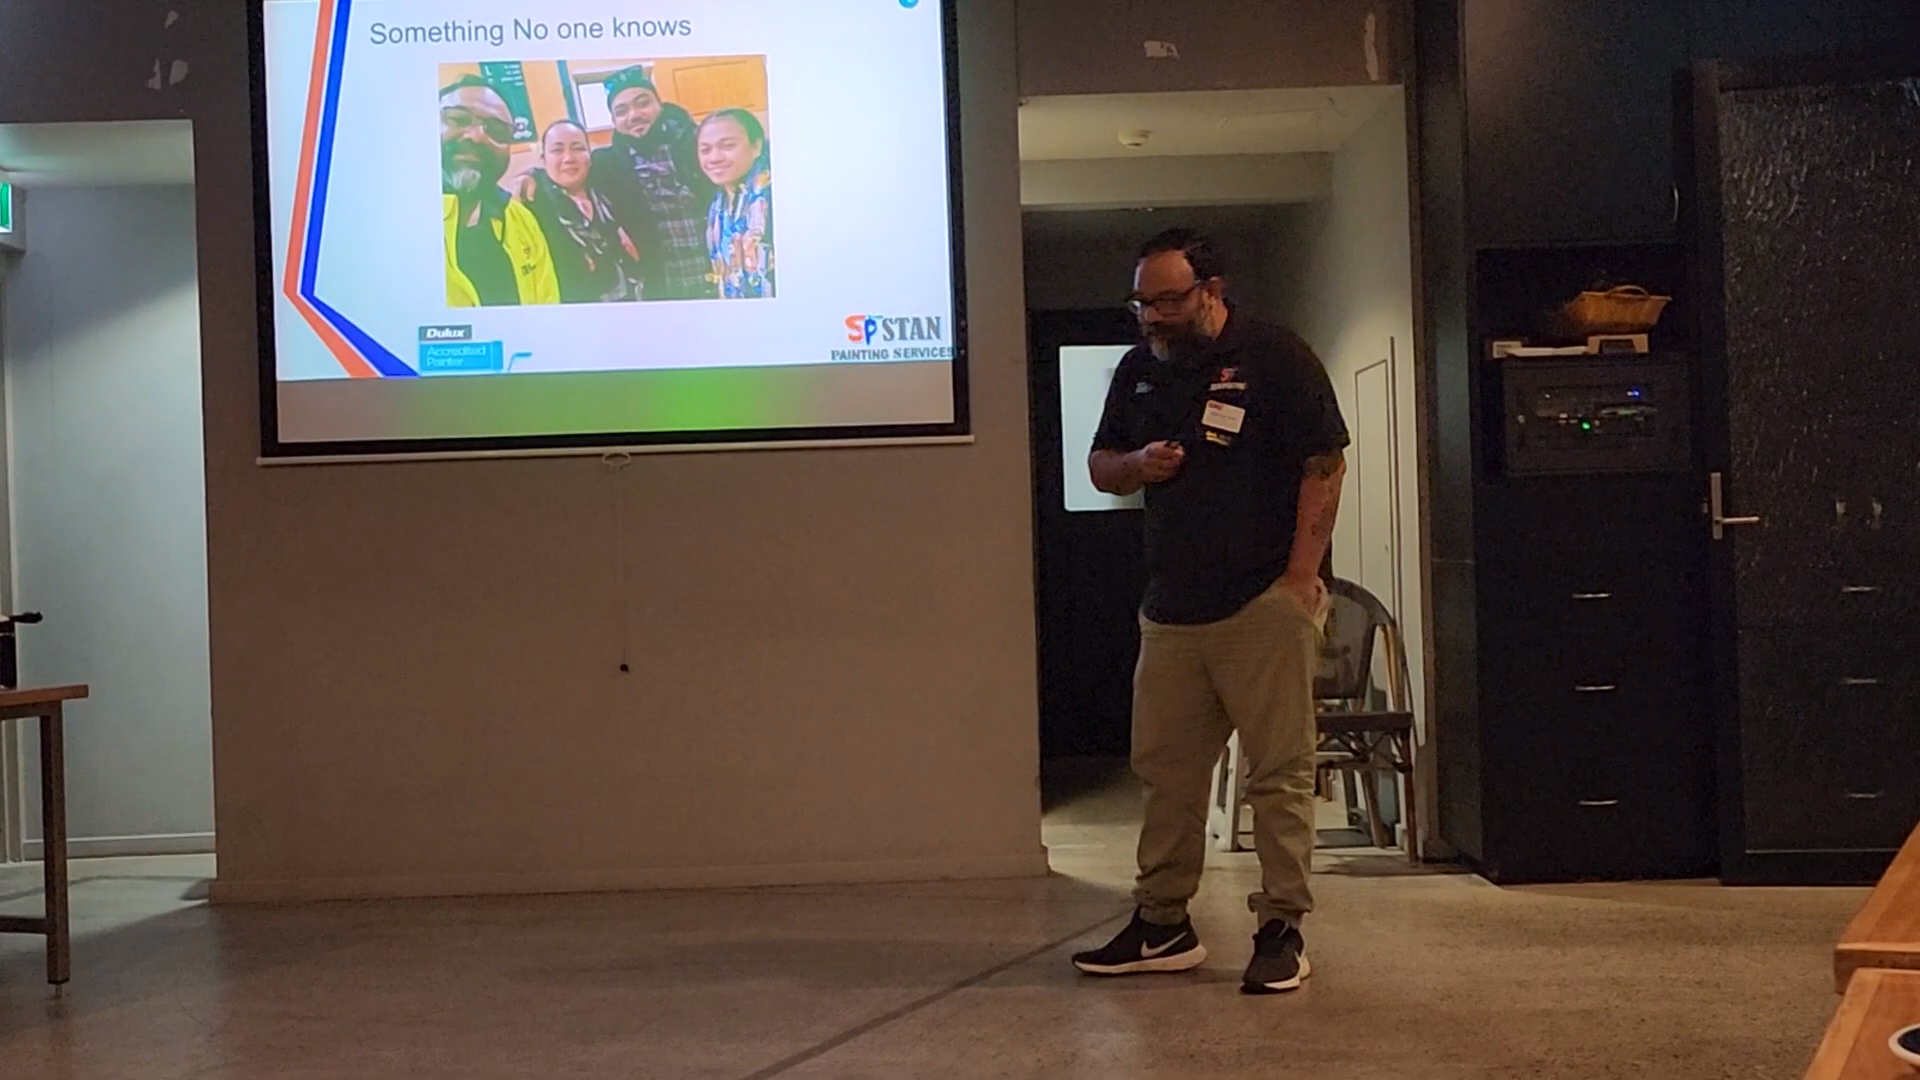 Something No one knows
Dulux
Accredited
Painter
SP STAN
PAINTING SERVICES